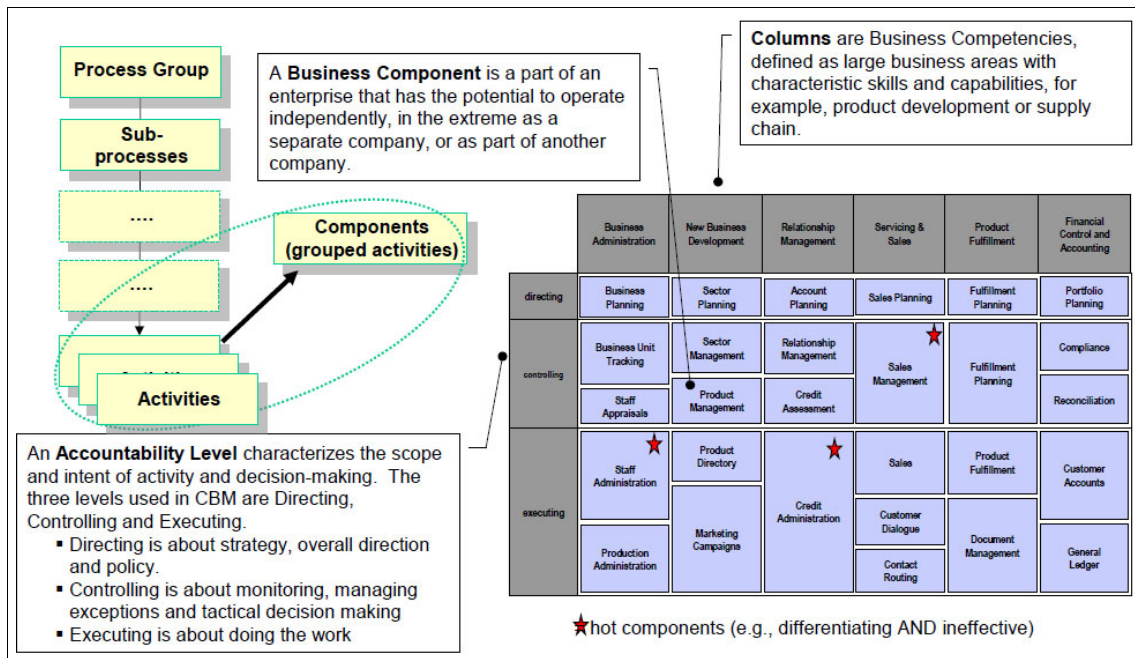 Process Group
Sub-
processes
....
....
Activities
Components
(grouped activities)
A Business Component is a part of an
enterprise that has the potential to operate
independently, in the extreme as a
separate company, or as part of another
company.
Columns are Business Competencies,
defined as large business areas with
characteristic skills and capabilities, for
example, product development or supply
chain.
An Accountability Level characterizes the scope
and intent of activity and decision-making. The
three levels used in CBM are Directing,
Controlling and Executing.
▪ Directing is about strategy, overall direction
and policy.
▪ Controlling is about monitoring, managing
exceptions and tactical decision making
▪ Executing is about doing the work
Business
Administration
New Business
Development
Relationship
Management
Servicing &
Sales
Product
Fulfillment
Financial
Control and
Accounting
directing
Business
Planning
Sector
Planning
Account
Planning
Sales Planning
Fulfillment
Planning
Portfolio
Planning
controlling
Business Unit
Tracking
Staff
Appraisals
Sector
Management
Product
Management
Relationship
Management
Credit
Assessment
Sales
Management
Fulfillment
Planning
Compliance
Reconciliation
executing
Staff
Administration
Production
Administration
Product
Directory
Marketing
Campaigns
Credit
Administration
Sales
Customer
Dialogue
Contact
Routing
Product
Fulfillment
Document
Management
Customer
Accounts
General
Ledger
hot components (e.g., differentiating AND ineffective)